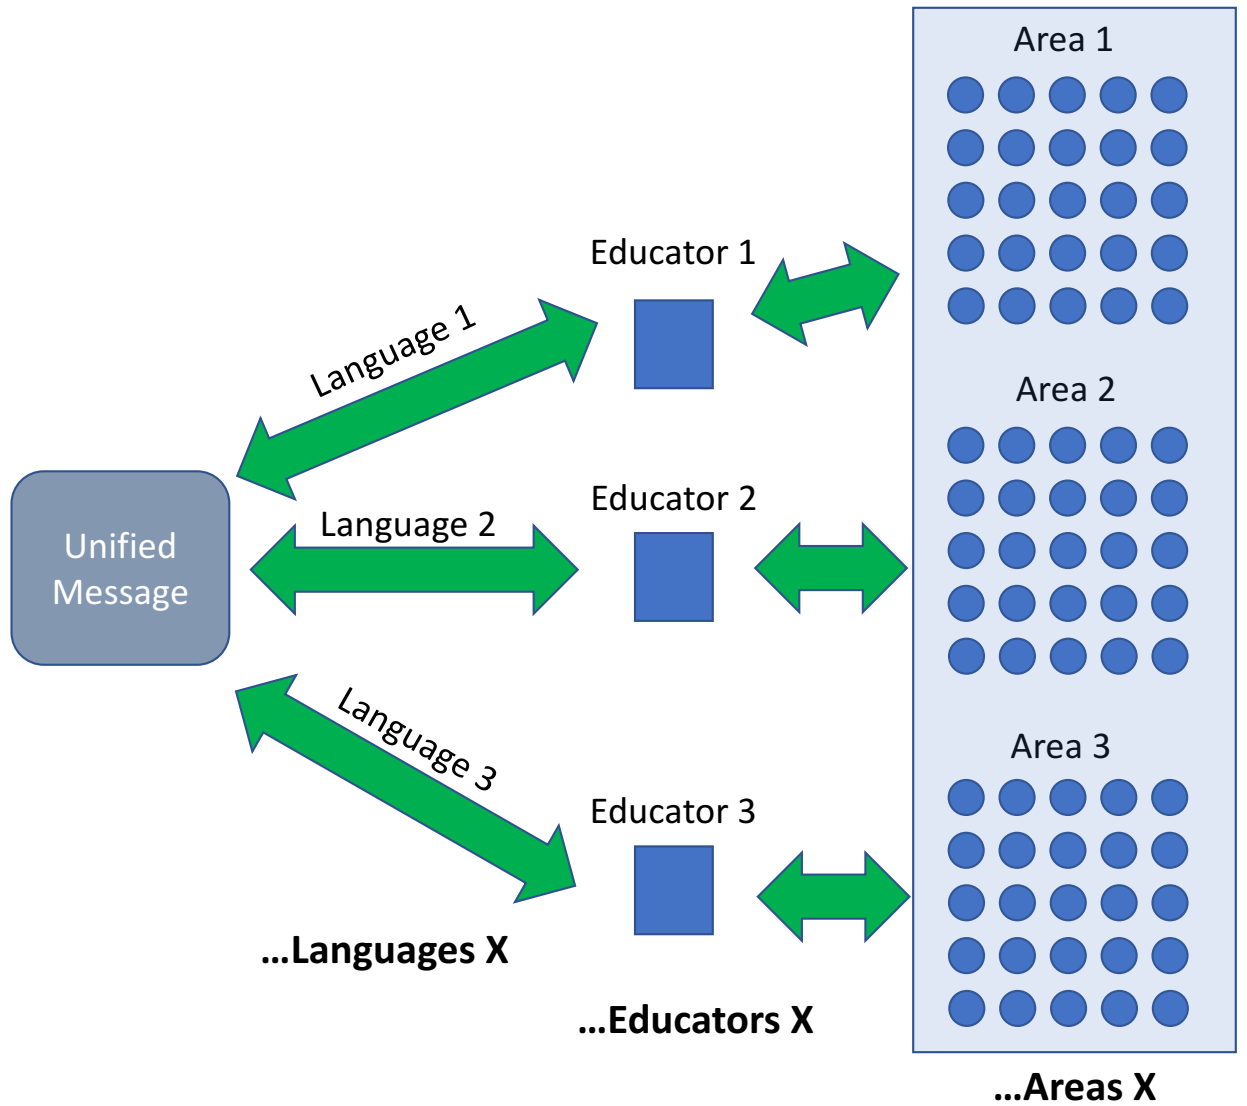 Area 1
Educator 1
Language 1
Area 2
Educator 2
Language 2
Unified
Message
Language 3
Area 3
Educator 3
...Languages X
...Educators X
...Areas X